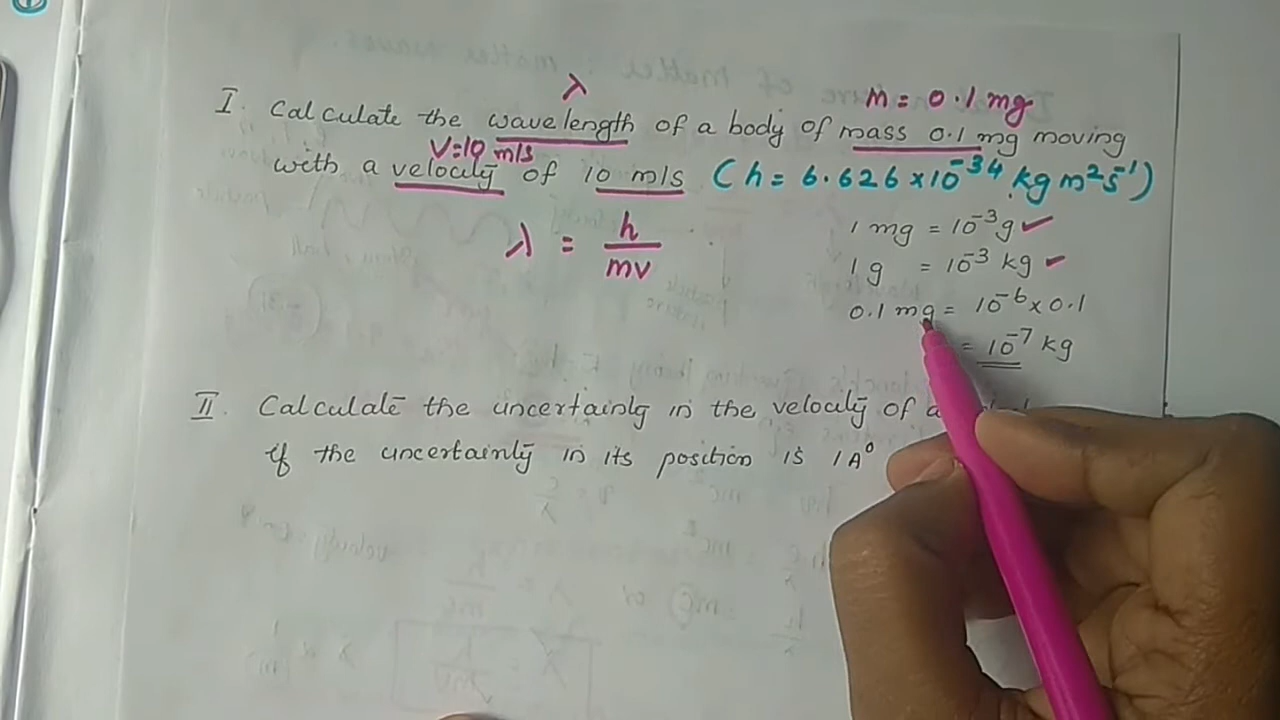 λ
M = 0.1 mg
I. Calculate the wavelength of a body of mass 0.1 mg moving
V=10 m/s
with a velocity of 10 m/s (h = 6.626 × 10⁻³⁴ kg m² s⁻¹)
λ = h/mv
1 mg = 10⁻³ g ✓
1 g = 10⁻³ kg ✓
0.1 mg = 10⁻⁶ × 0.1
= 10⁻⁷ kg
II. Calculate the uncertainty in the velocity of a
if the uncertainty in its position is 1A⁰